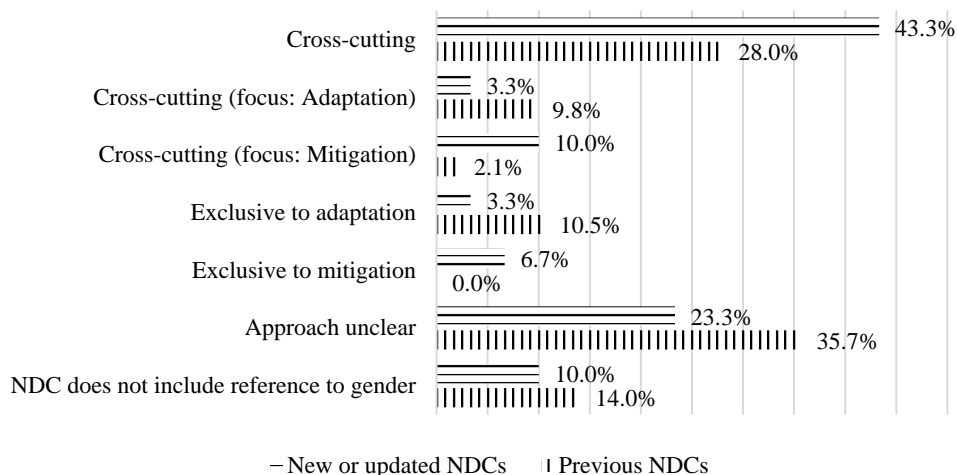 43.3%
Cross-cutting
28.0%
3.3%
Cross-cutting (focus: Adaptation)
9.8%
10.0%
Cross-cutting (focus: Mitigation)
2.1%
3.3%
Exclusive to adaptation
10.5%
6.7%
Exclusive to mitigation
0.0%
23.3%
Approach unclear
35.7%
10.0%
NDC does not include reference to gender
14.0%
New or updated NDCs Previous NDCs